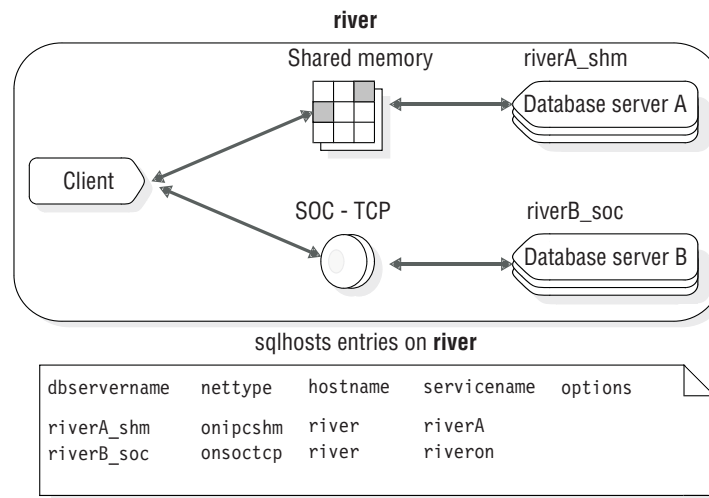 river
Shared memory
riverA_shm
Database server A
Client
SOC - TCP
riverB_soc
Database server B
sqlhosts entries on river
dbservername nettype hostname servicename options
riverA_shm onipcshm river riverA
riverB_soc onsoctcp river riveron